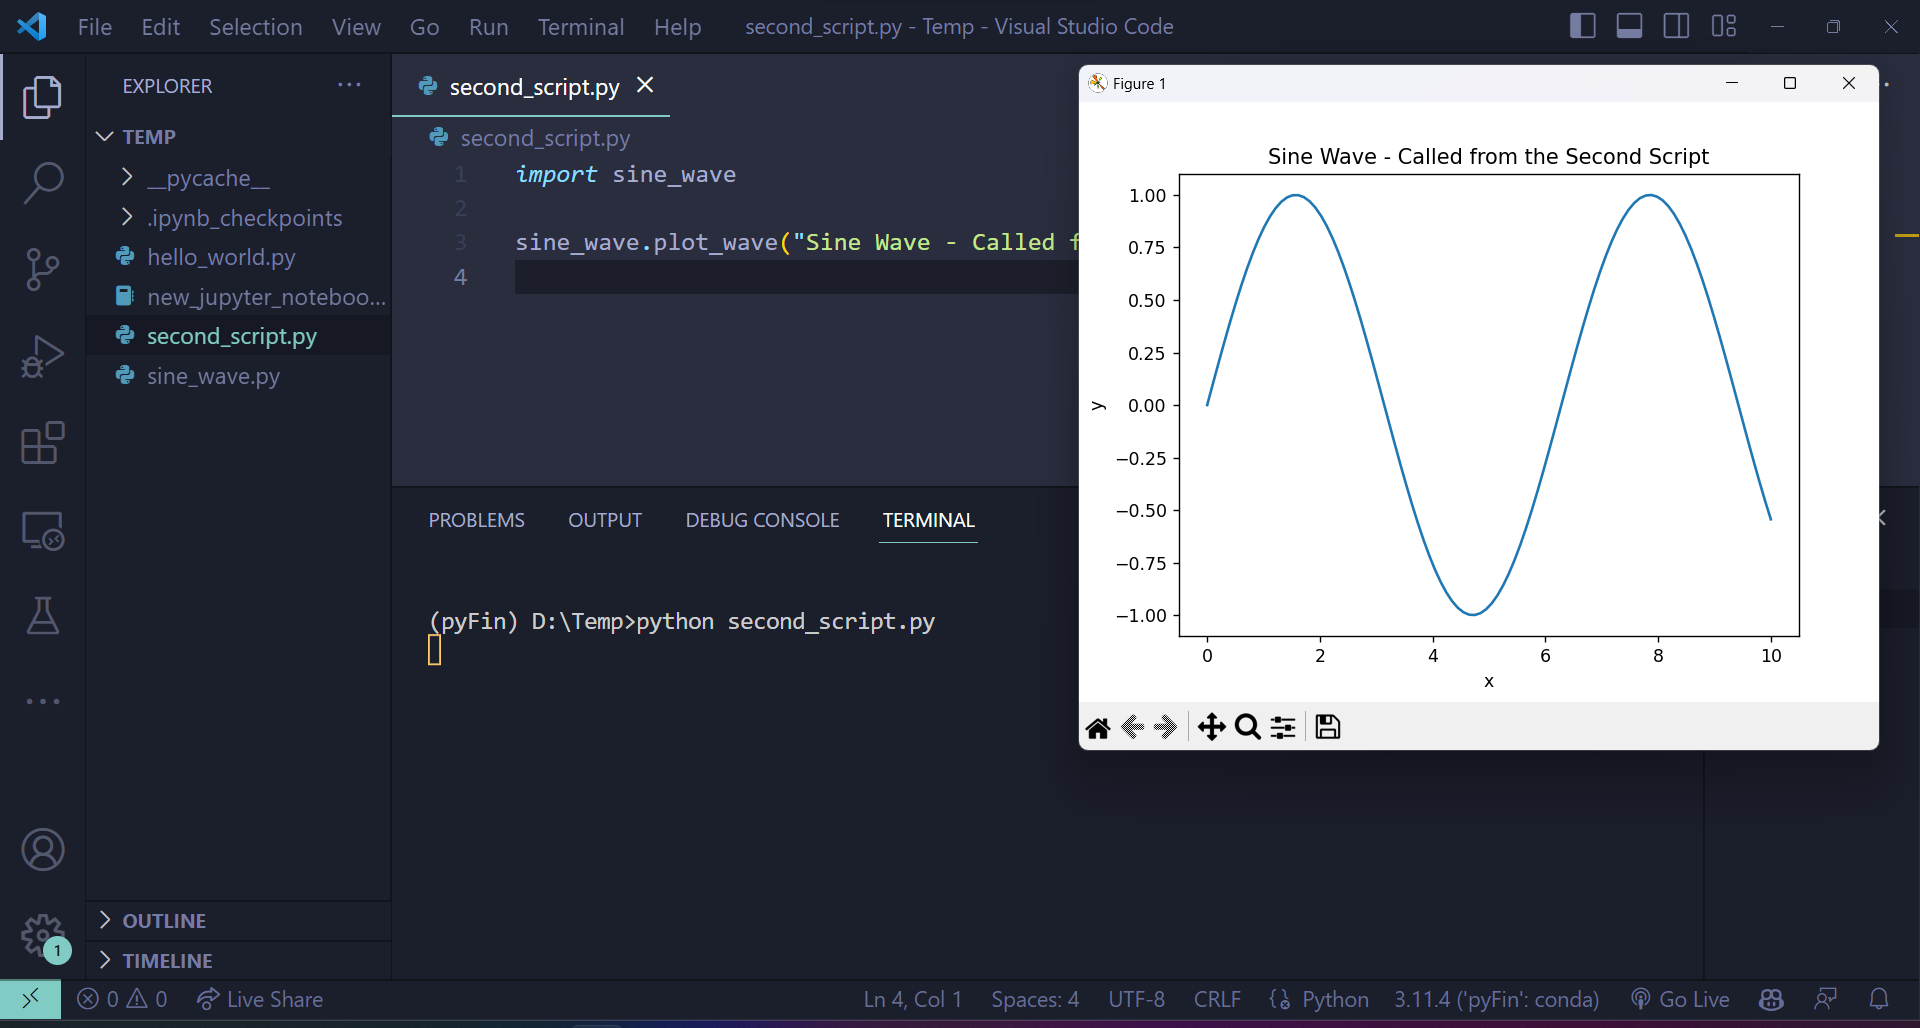 File Edit Selection View Go Run Terminal Help second_script.py - Temp - Visual Studio Code
EXPLORER
TEMP
__pycache__
.ipynb_checkpoints
hello_world.py
new_jupyter_noteboo...
second_script.py
sine_wave.py
OUTLINE
TIMELINE
1
second_script.py
second_script.py
1 import sine_wave
2
3 sine_wave.plot_wave("Sine Wave - Called f
4
PROBLEMS OUTPUT DEBUG CONSOLE TERMINAL
(pyFin) D:\Temp>python second_script.py
Figure 1
Sine Wave - Called from the Second Script
1.00
0.75
0.50
0.25
0.00
−0.25
−0.50
−0.75
−1.00
y
0 2 4 6 8 10
x
0 0 Live Share Ln 4, Col 1 Spaces: 4 UTF-8 CRLF Python 3.11.4 ('pyFin': conda) Go Live